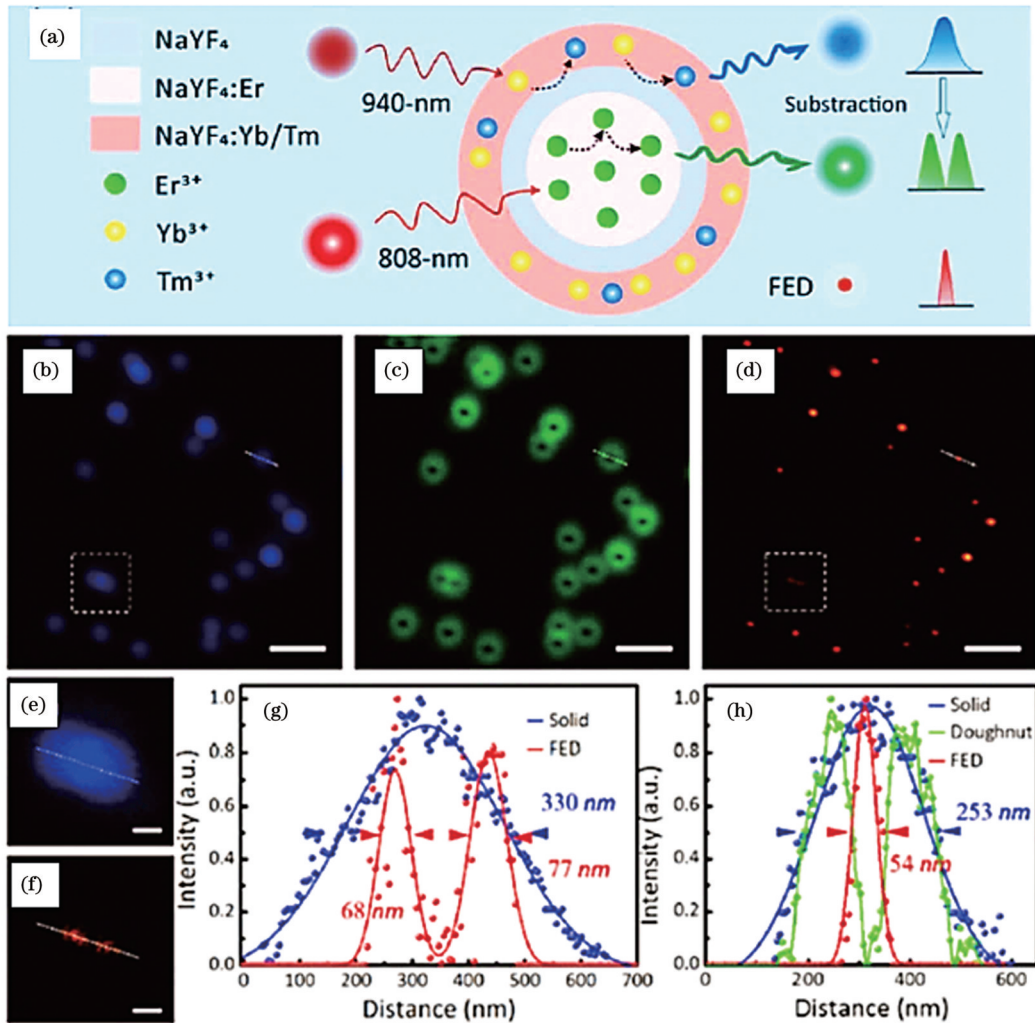 (a)
NaYF₄
NaYF₄:Er
NaYF₄:Yb/Tm
Er³⁺
Yb³⁺
Tm³⁺
940-nm
808-nm
Substraction
FED
(b)
(c)
(d)
(e)
(f)
(g)
Solid
FED
330 nm
77 nm
68 nm
Intensity (a.u.)
1.0
0.8
0.6
0.4
0.2
0.0
0 100 200 300 400 500 600 700
Distance (nm)
(h)
Solid
Doughnut
FED
253 nm
54 nm
Intensity (a.u.)
1.0
0.8
0.6
0.4
0.2
0.0
0 200 400 600
Distance (nm)